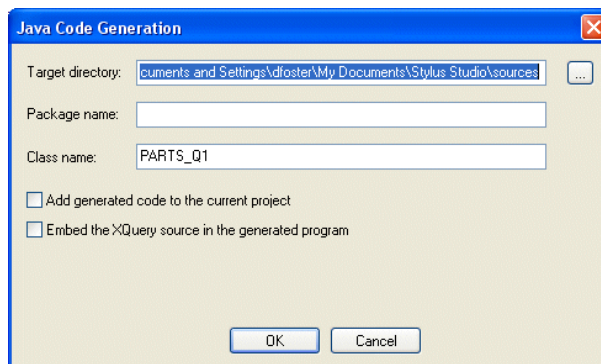 Java Code Generation
Target directory: cuments and Settings\dfoster\My Documents\Stylus Studio\sources ...
Package name:
Class name: PARTS_Q1
Add generated code to the current project
Embed the XQuery source in the generated program
OK Cancel